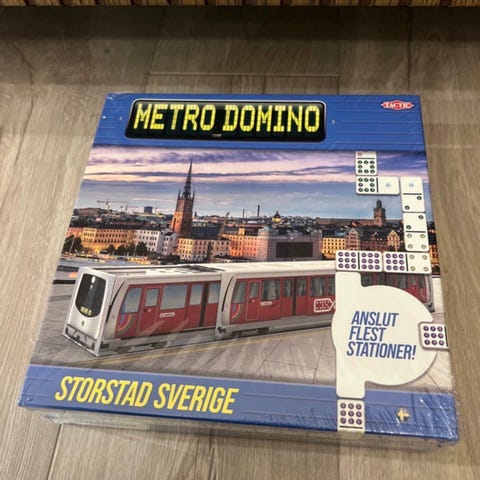 METRO DOMINO
TACTIC
ANSLUT
FLEST
STATIONER!
STORSTAD SVERIGE